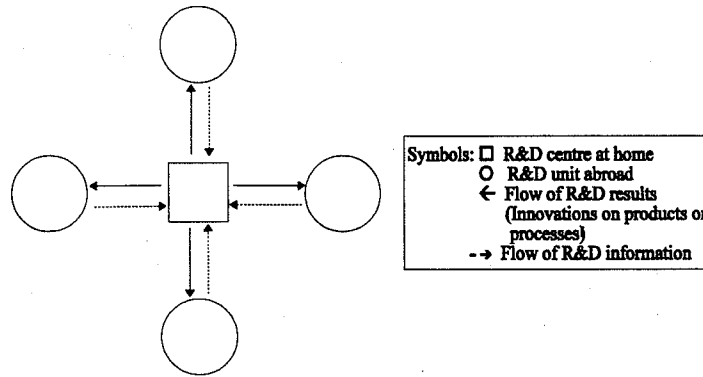 Symbols: □ R&D centre at home
○ R&D unit abroad
← Flow of R&D results
(Innovations on products or
processes)
--→ Flow of R&D information